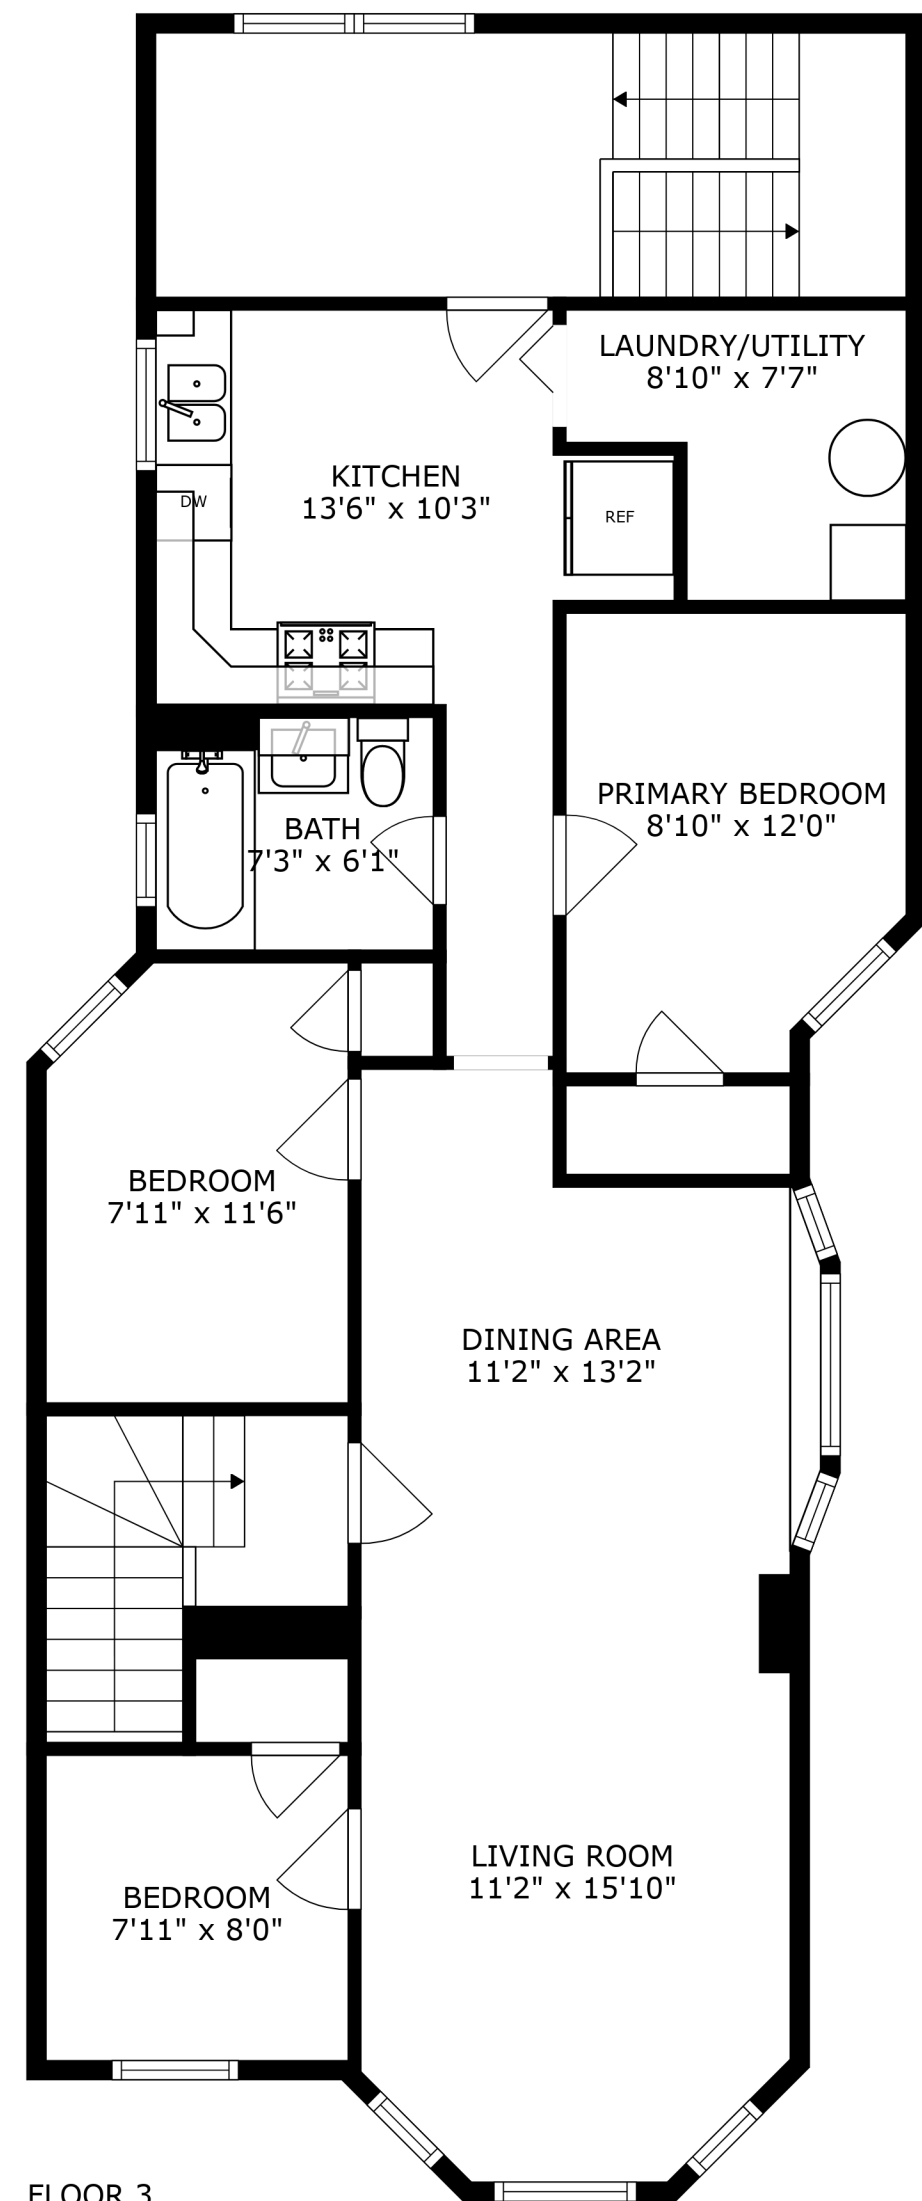 LAUNDRY/UTILITY
8'10" x 7'7"
KITCHEN
13'6" x 10'3"
DW
REF
PRIMARY BEDROOM
8'10" x 12'0"
BATH
7'3" x 6'1"
BEDROOM
7'11" x 11'6"
DINING AREA
11'2" x 13'2"
LIVING ROOM
11'2" x 15'10"
BEDROOM
7'11" x 8'0"
FLOOR 3